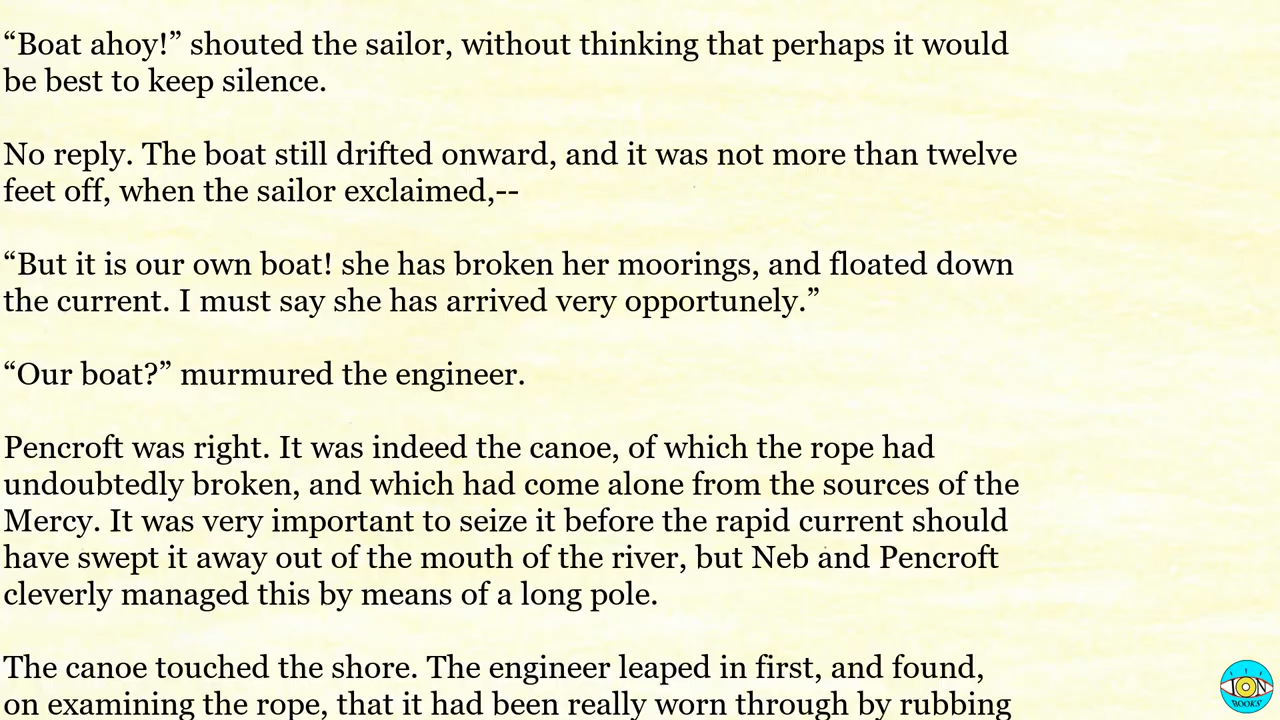 “Boat ahoy!” shouted the sailor, without thinking that perhaps it would
be best to keep silence.
No reply. The boat still drifted onward, and it was not more than twelve
feet off, when the sailor exclaimed,--
“But it is our own boat! she has broken her moorings, and floated down
the current. I must say she has arrived very opportunely.”
“Our boat?” murmured the engineer.
Pencroft was right. It was indeed the canoe, of which the rope had
undoubtedly broken, and which had come alone from the sources of the
Mercy. It was very important to seize it before the rapid current should
have swept it away out of the mouth of the river, but Neb and Pencroft
cleverly managed this by means of a long pole.
The canoe touched the shore. The engineer leaped in first, and found,
on examining the rope, that it had been really worn through by rubbing
ION
BOOKS